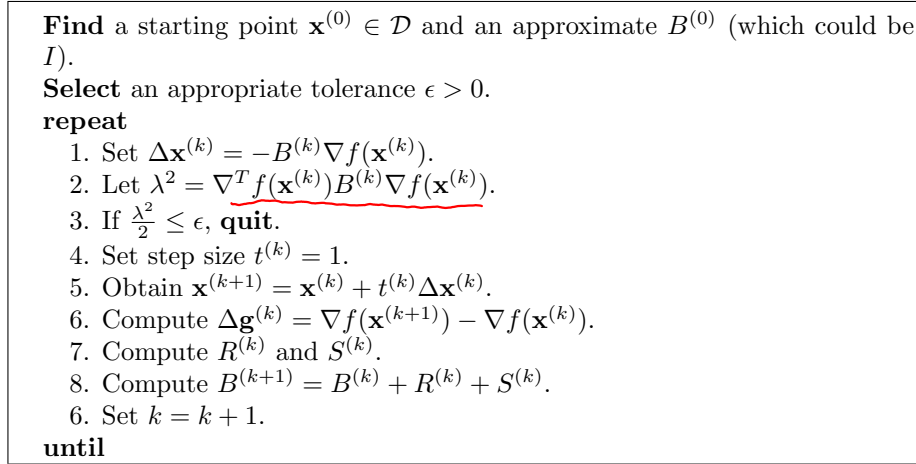 Find a starting point x^(0) ∈ D and an approximate B^(0) (which could be
I).
Select an appropriate tolerance ϵ > 0.
repeat
1. Set Δx^(k) = −B^(k)∇f(x^(k)).
2. Let λ² = ∇^T f(x^(k))B^(k)∇f(x^(k)).
3. If λ²/2 ≤ ϵ, quit.
4. Set step size t^(k) = 1.
5. Obtain x^(k+1) = x^(k) + t^(k)Δx^(k).
6. Compute Δg^(k) = ∇f(x^(k+1)) − ∇f(x^(k)).
7. Compute R^(k) and S^(k).
8. Compute B^(k+1) = B^(k) + R^(k) + S^(k).
6. Set k = k + 1.
until